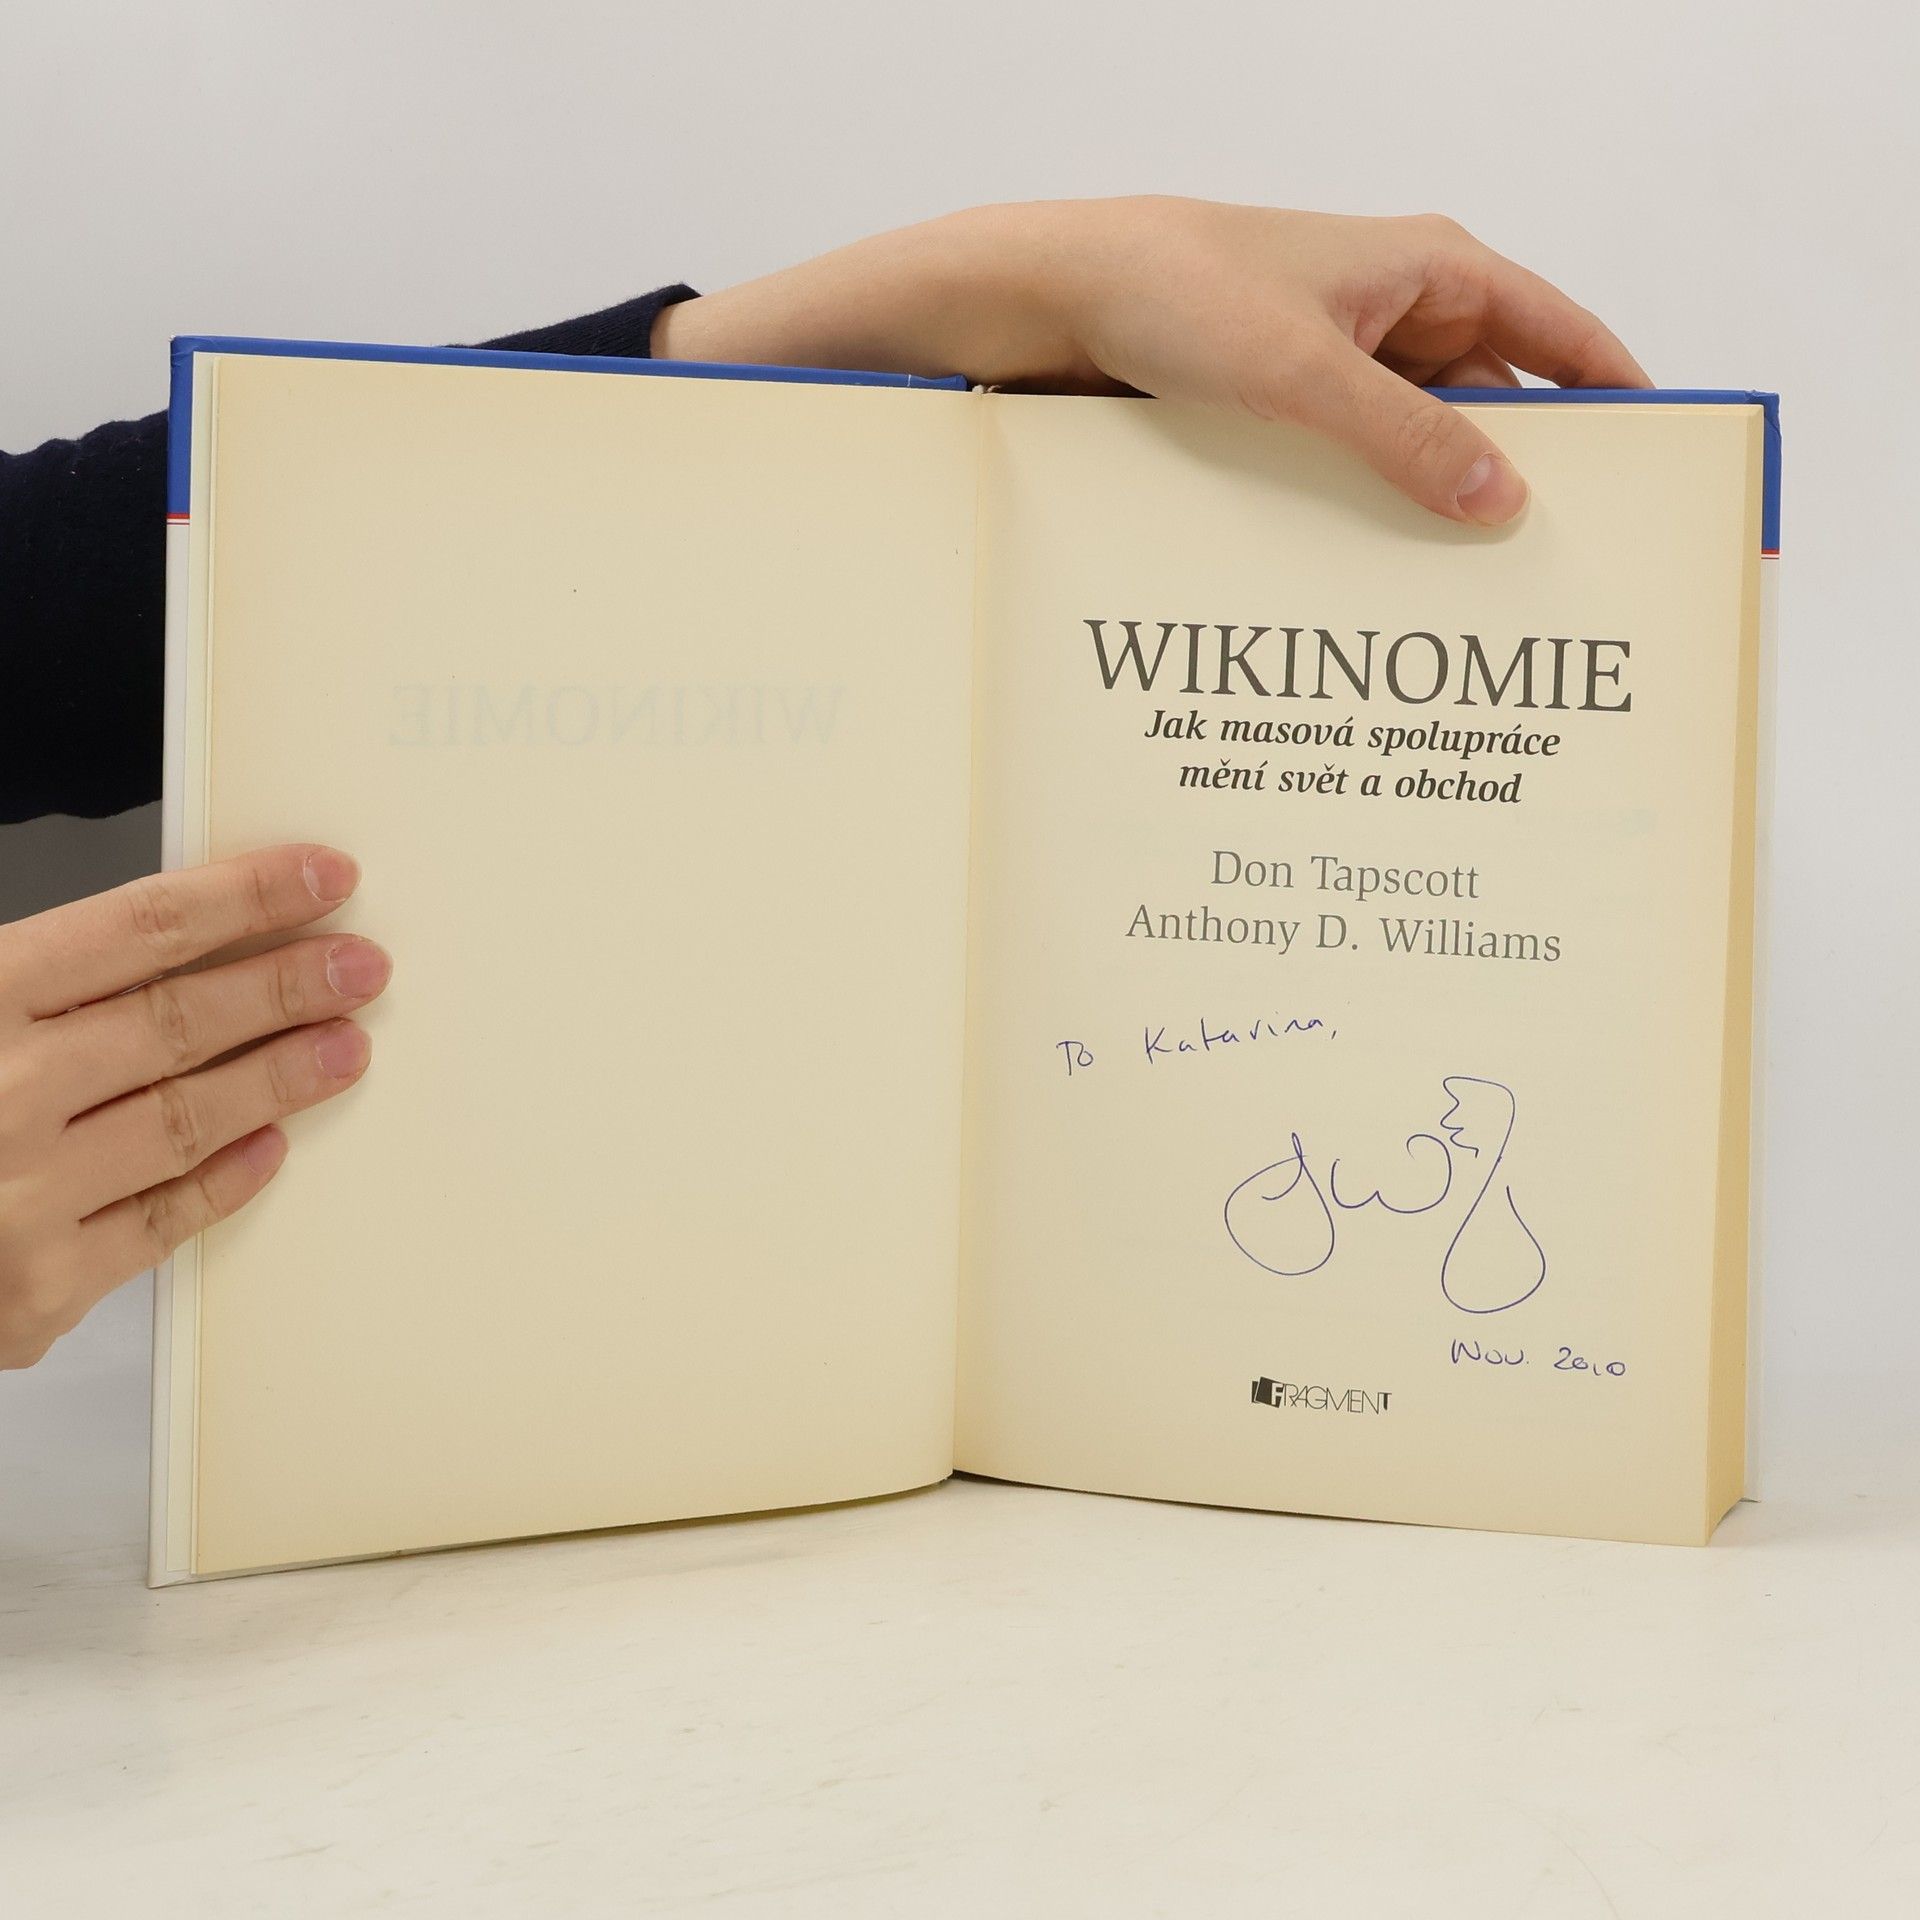 WIKINOMIE
Jak masová spolupráce
mění svět a obchod
Don Tapscott
Anthony D. Williams
To Katarina,
Nov. 2010
FRAGMENT